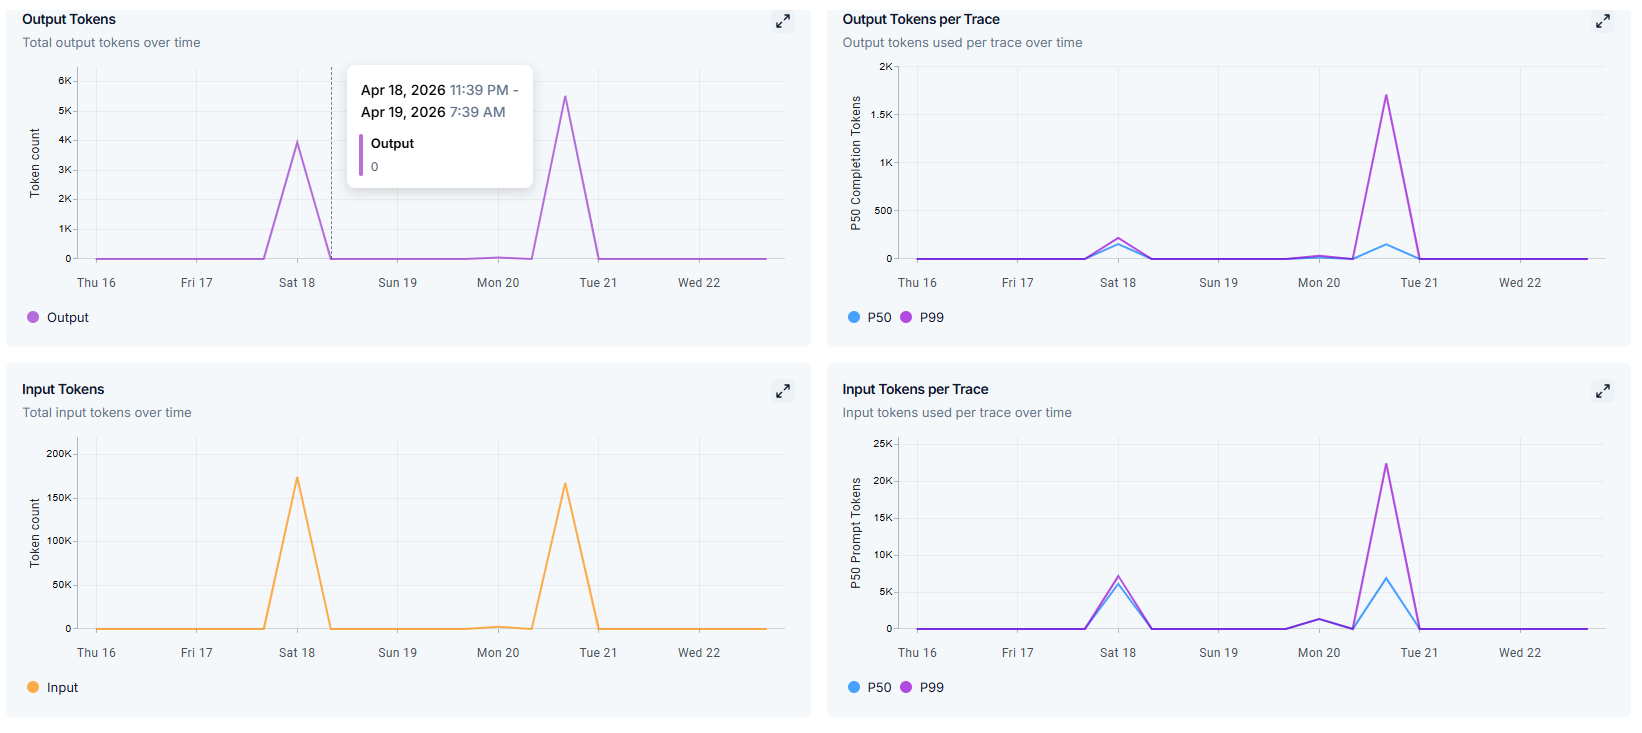 Output Tokens
Total output tokens over time
Token count
6K
5K
4K
3K
2K
1K
0
Apr 18, 2026 11:39 PM -
Apr 19, 2026 7:39 AM
Output
0
Thu 16 Fri 17 Sat 18 Sun 19 Mon 20 Tue 21 Wed 22
Output
Output Tokens per Trace
Output tokens used per trace over time
P50 Completion Tokens
2K
1.5K
1K
500
0
Thu 16 Fri 17 Sat 18 Sun 19 Mon 20 Tue 21 Wed 22
P50 P99
Input Tokens
Total input tokens over time
Token count
200K
150K
100K
50K
0
Thu 16 Fri 17 Sat 18 Sun 19 Mon 20 Tue 21 Wed 22
Input
Input Tokens per Trace
Input tokens used per trace over time
P50 Prompt Tokens
25K
20K
15K
10K
5K
0
Thu 16 Fri 17 Sat 18 Sun 19 Mon 20 Tue 21 Wed 22
P50 P99